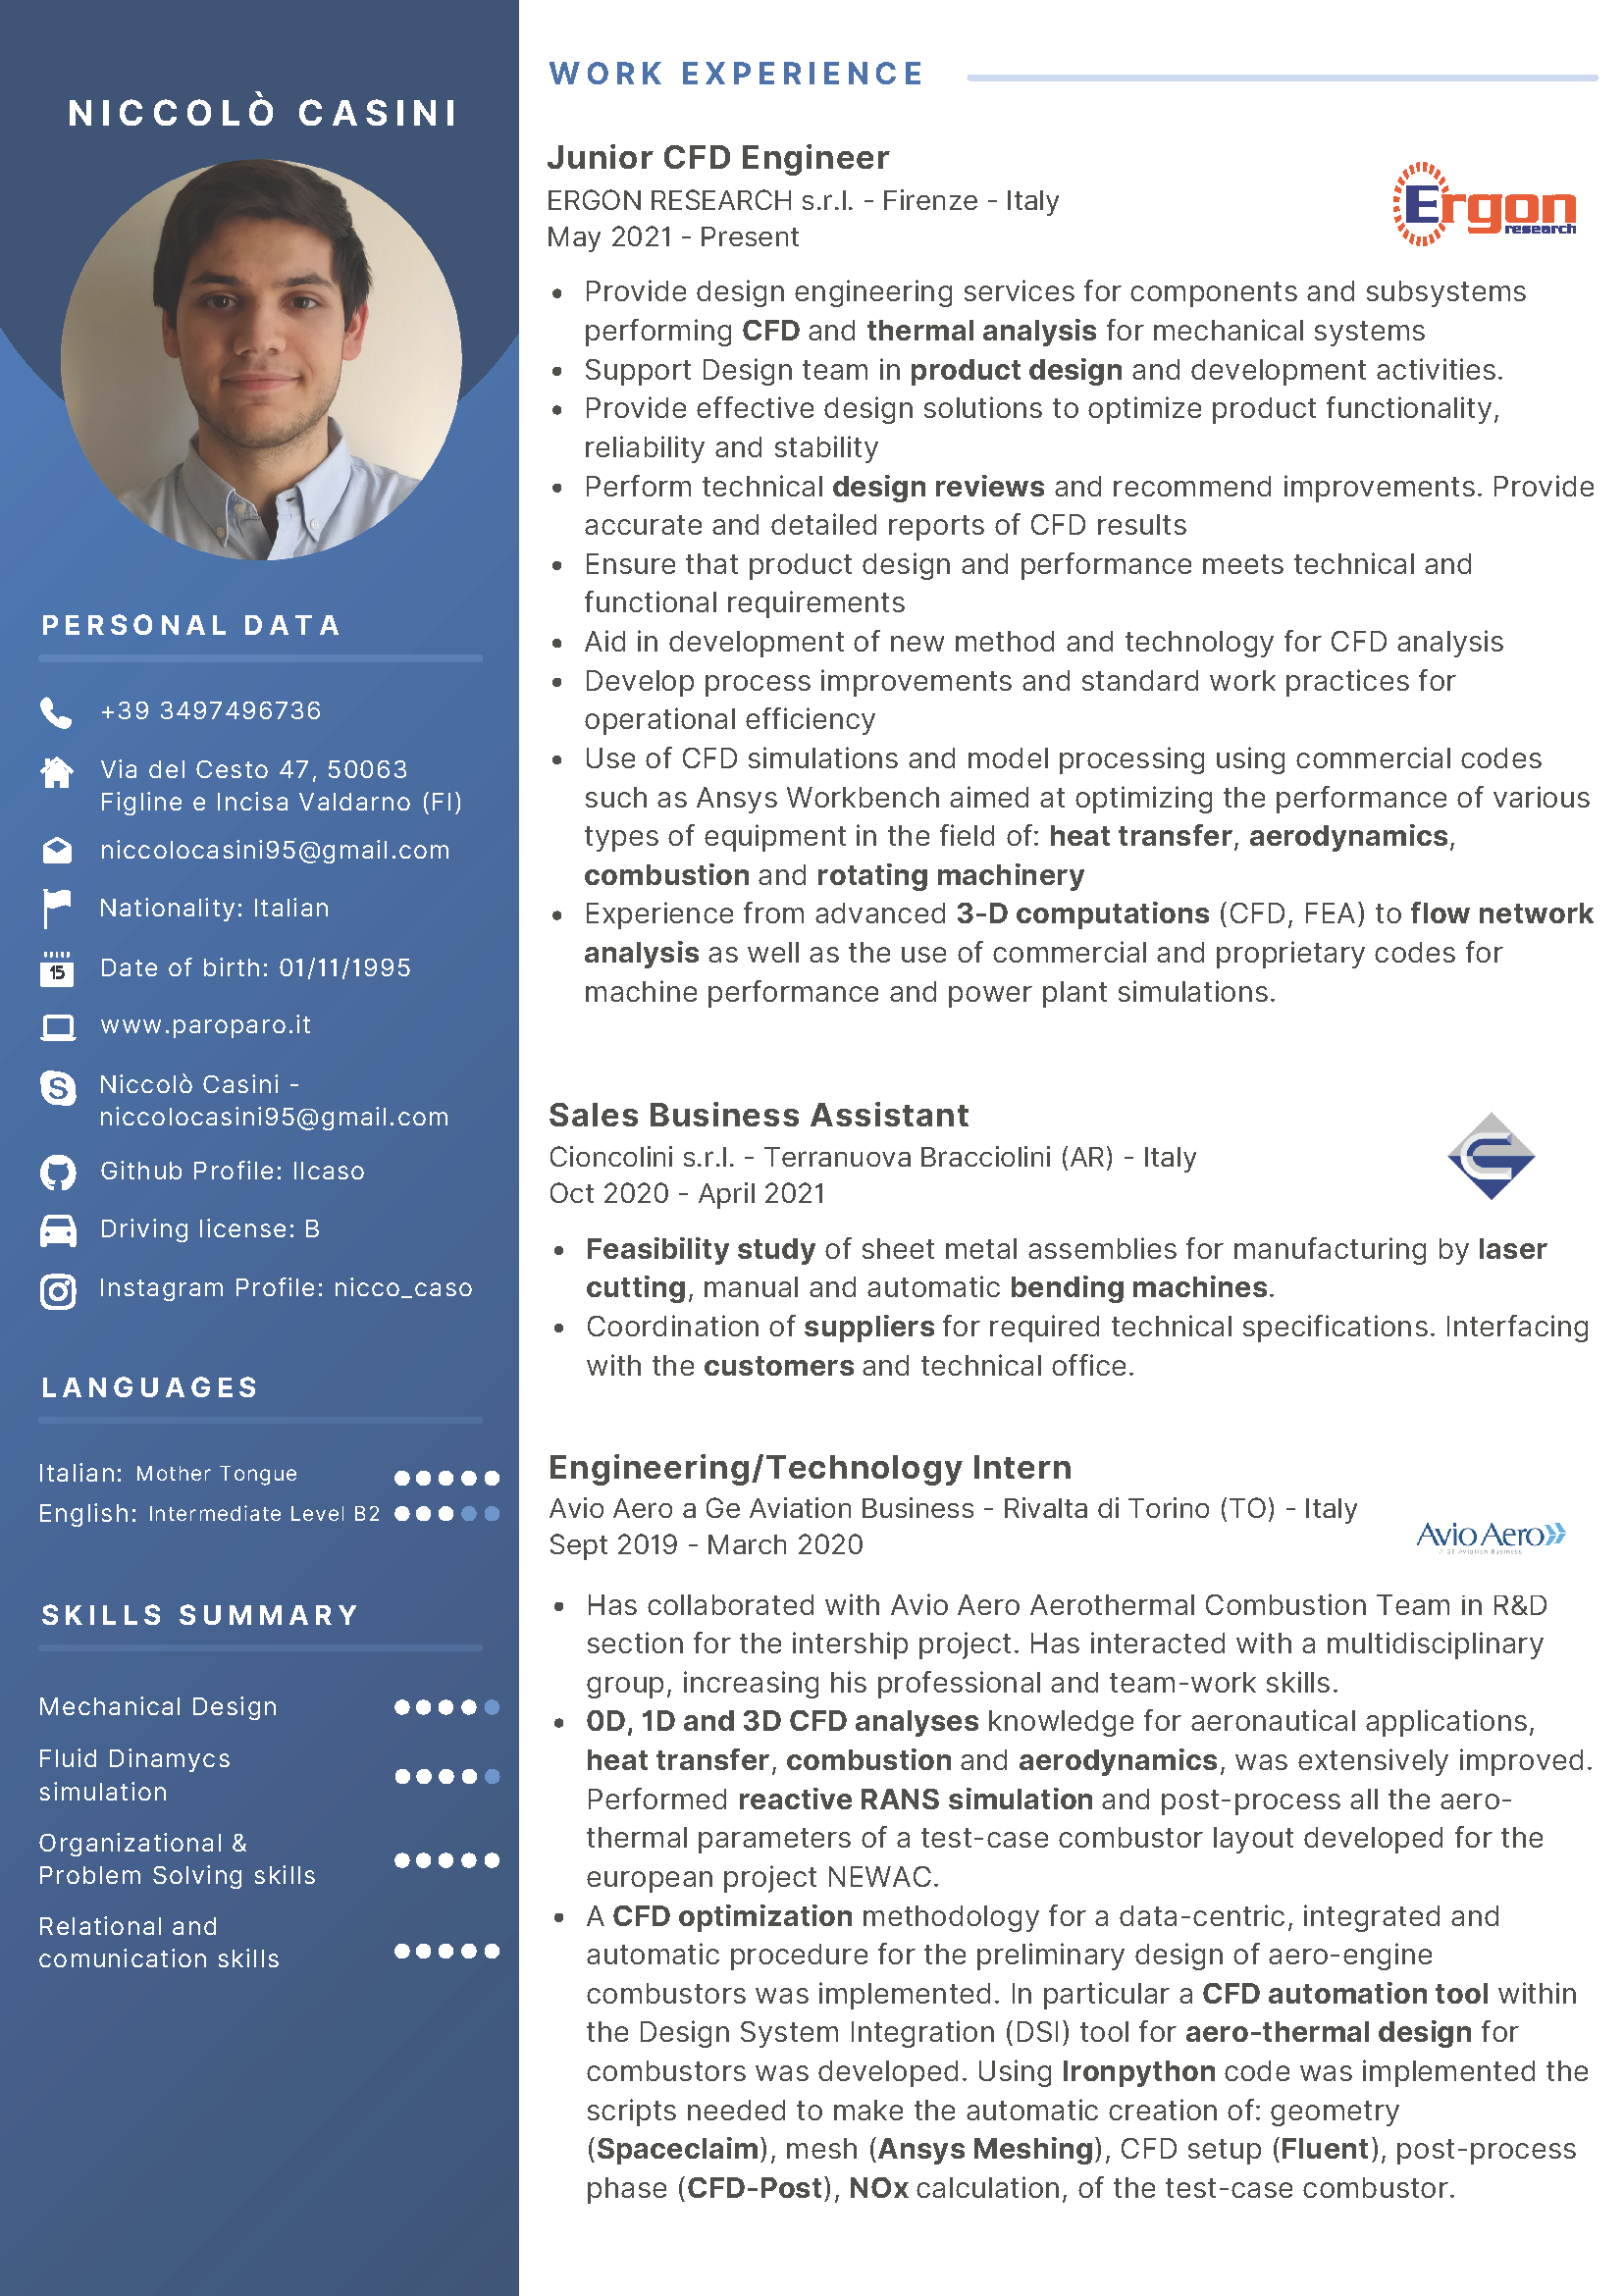 NICCOLÒ CASINI
PERSONAL DATA
+39 3497496736
Via del Cesto 47, 50063
Figline e Incisa Valdarno (FI)
niccolocasini95@gmail.com
Nationality: Italian
15
Date of birth: 01/11/1995
www.paroparo.it
Niccolò Casini -
niccolocasini95@gmail.com
Github Profile: Ilcaso
Driving license: B
Instagram Profile: nicco_caso
LANGUAGES
Italian: Mother Tongue
English: Intermediate Level B2
SKILLS SUMMARY
Mechanical Design
Fluid Dinamycs
simulation
Organizational &
Problem Solving skills
Relational and
comunication skills
WORK EXPERIENCE
Junior CFD Engineer
ERGON RESEARCH s.r.l. - Firenze - Italy
May 2021 - Present
Ergon
research
• Provide design engineering services for components and subsystems
performing CFD and thermal analysis for mechanical systems
• Support Design team in product design and development activities.
• Provide effective design solutions to optimize product functionality,
reliability and stability
• Perform technical design reviews and recommend improvements. Provide
accurate and detailed reports of CFD results
• Ensure that product design and performance meets technical and
functional requirements
• Aid in development of new method and technology for CFD analysis
• Develop process improvements and standard work practices for
operational efficiency
• Use of CFD simulations and model processing using commercial codes
such as Ansys Workbench aimed at optimizing the performance of various
types of equipment in the field of: heat transfer, aerodynamics,
combustion and rotating machinery
• Experience from advanced 3-D computations (CFD, FEA) to flow network
analysis as well as the use of commercial and proprietary codes for
machine performance and power plant simulations.
Sales Business Assistant
Cioncolini s.r.l. - Terranuova Bracciolini (AR) - Italy
Oct 2020 - April 2021
• Feasibility study of sheet metal assemblies for manufacturing by laser
cutting, manual and automatic bending machines.
• Coordination of suppliers for required technical specifications. Interfacing
with the customers and technical office.
Engineering/Technology Intern
Avio Aero a Ge Aviation Business - Rivalta di Torino (TO) - Italy
Sept 2019 - March 2020
Avio Aero
A GE Aviation Business
• Has collaborated with Avio Aero Aerothermal Combustion Team in R&D
section for the intership project. Has interacted with a multidisciplinary
group, increasing his professional and team-work skills.
• 0D, 1D and 3D CFD analyses knowledge for aeronautical applications,
heat transfer, combustion and aerodynamics, was extensively improved.
Performed reactive RANS simulation and post-process all the aero-
thermal parameters of a test-case combustor layout developed for the
european project NEWAC.
• A CFD optimization methodology for a data-centric, integrated and
automatic procedure for the preliminary design of aero-engine
combustors was implemented. In particular a CFD automation tool within
the Design System Integration (DSI) tool for aero-thermal design for
combustors was developed. Using Ironpython code was implemented the
scripts needed to make the automatic creation of: geometry
(Spaceclaim), mesh (Ansys Meshing), CFD setup (Fluent), post-process
phase (CFD-Post), NOx calculation, of the test-case combustor.